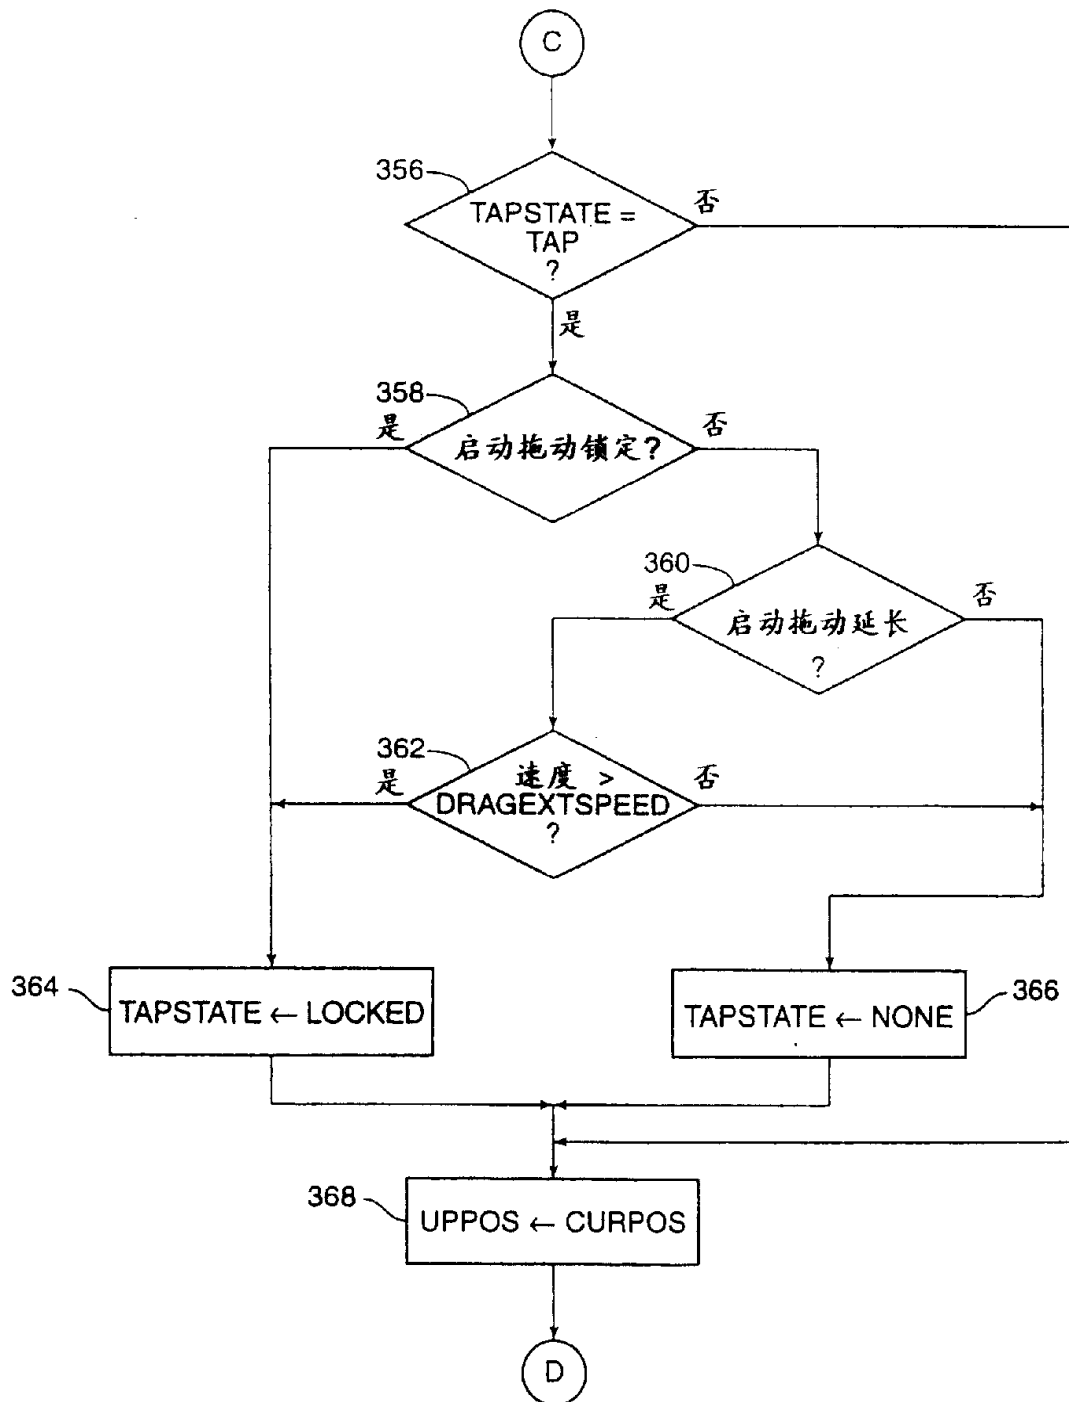 C
356
TAPSTATE =
TAP
?
否
是
358
是
启动拖动锁定?
否
360
是
启动拖动延长
?
否
362
是
速度 >
DRAGEXTSPEED
?
否
364
TAPSTATE ← LOCKED
TAPSTATE ← NONE
366
368
UPPOS ← CURPOS
D